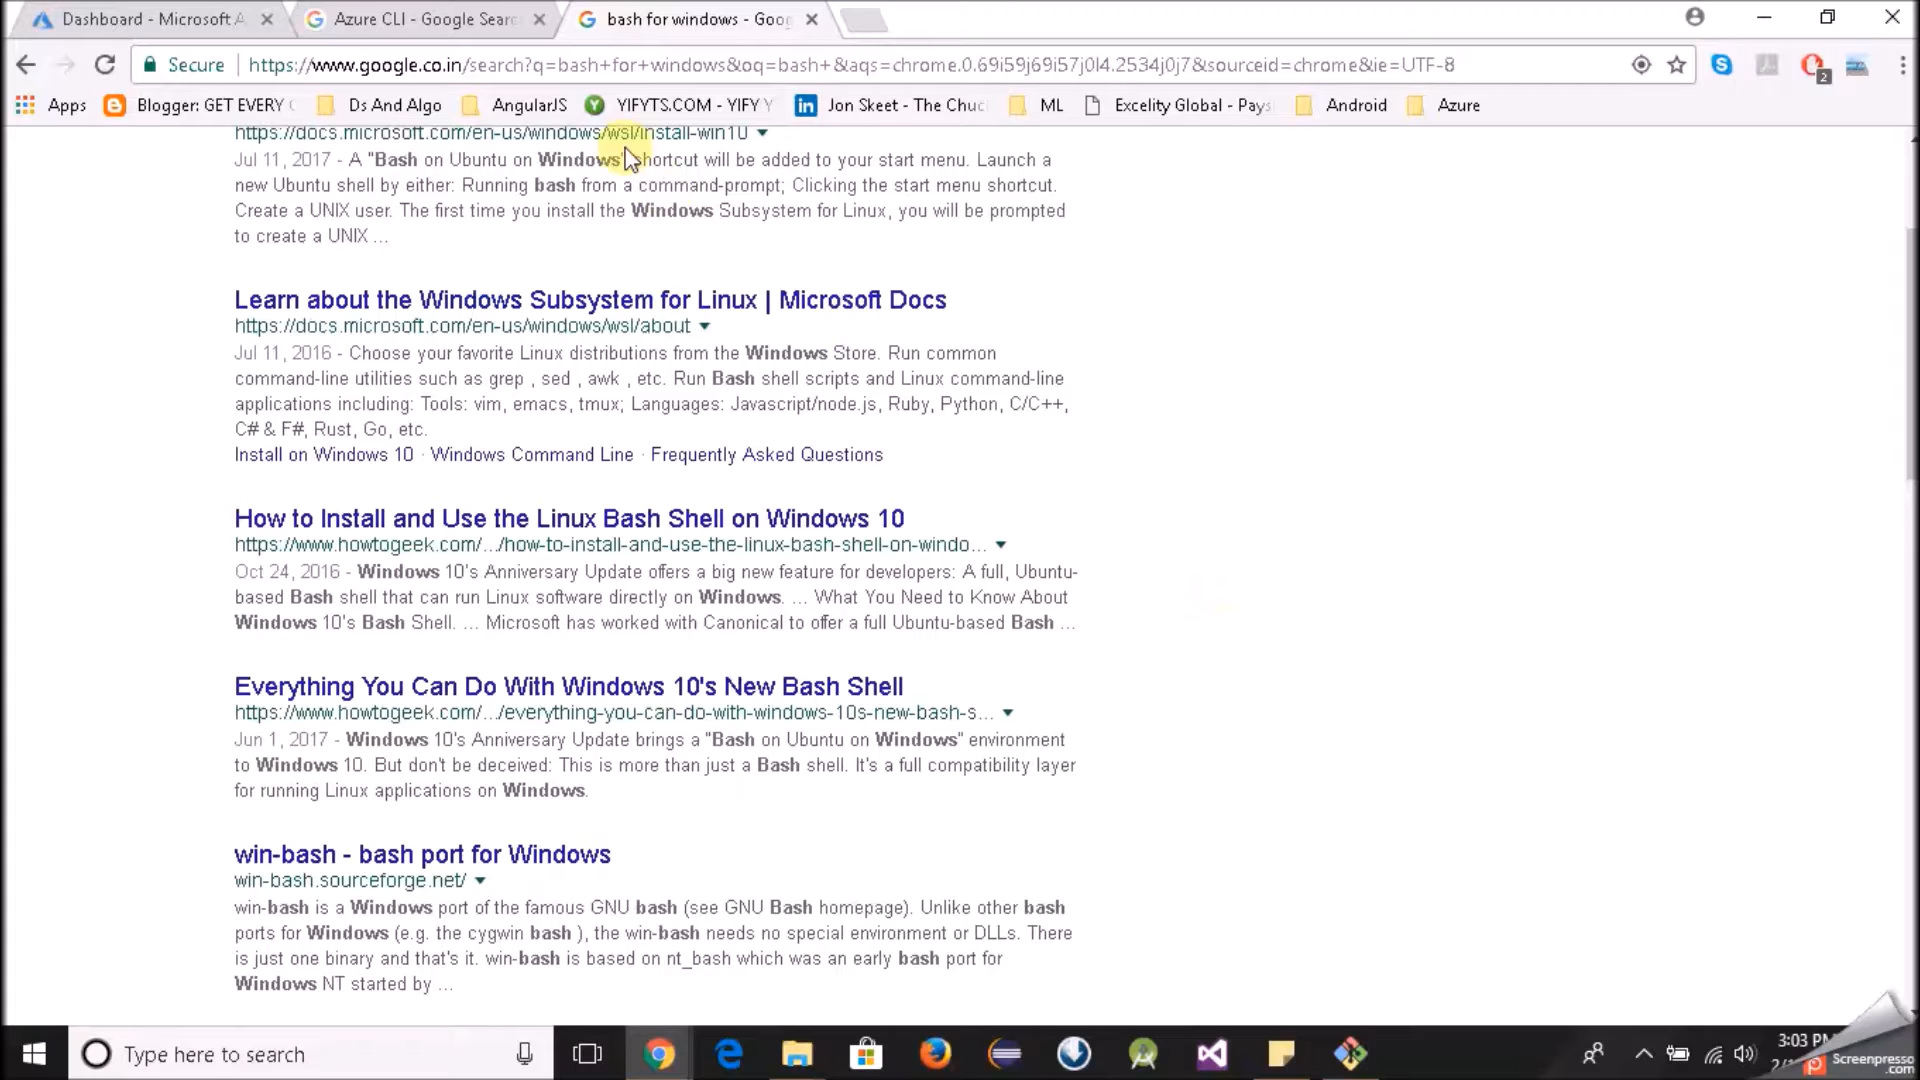 Dashboard - Microsoft A
Azure CLI - Google Searc
bash for windows - Goog
Secure
https://www.google.co.in/search?q=bash+for+windows&oq=bash+&aqs=chrome.0.69i59j69i57j0l4.2534j0j7&sourceid=chrome&ie=UTF-8
2
Apps
Blogger: GET EVERY
Ds And Algo
AngularJS
YIFYTS.COM - YIFY
Jon Skeet - The Chuc
ML
Excelity Global - Pays
Android
Azure
https://docs.microsoft.com/en-us/windows/wsl/install-win10
Jul 11, 2017 - A "Bash on Ubuntu on Windows" shortcut will be added to your start menu. Launch a
new Ubuntu shell by either: Running bash from a command-prompt; Clicking the start menu shortcut.
Create a UNIX user. The first time you install the Windows Subsystem for Linux, you will be prompted
to create a UNIX ...
Learn about the Windows Subsystem for Linux | Microsoft Docs
https://docs.microsoft.com/en-us/windows/wsl/about
Jul 11, 2016 - Choose your favorite Linux distributions from the Windows Store. Run common
command-line utilities such as grep , sed , awk , etc. Run Bash shell scripts and Linux command-line
applications including: Tools: vim, emacs, tmux; Languages: Javascript/node.js, Ruby, Python, C/C++,
C# & F#, Rust, Go, etc.
Install on Windows 10 · Windows Command Line · Frequently Asked Questions
How to Install and Use the Linux Bash Shell on Windows 10
https://www.howtogeek.com/.../how-to-install-and-use-the-linux-bash-shell-on-windo...
Oct 24, 2016 - Windows 10's Anniversary Update offers a big new feature for developers: A full, Ubuntu-
based Bash shell that can run Linux software directly on Windows. ... What You Need to Know About
Windows 10's Bash Shell. ... Microsoft has worked with Canonical to offer a full Ubuntu-based Bash ...
Everything You Can Do With Windows 10's New Bash Shell
https://www.howtogeek.com/.../everything-you-can-do-with-windows-10s-new-bash-s...
Jun 1, 2017 - Windows 10's Anniversary Update brings a "Bash on Ubuntu on Windows" environment
to Windows 10. But don't be deceived: This is more than just a Bash shell. It's a full compatibility layer
for running Linux applications on Windows.
win-bash - bash port for Windows
win-bash.sourceforge.net/
win-bash is a Windows port of the famous GNU bash (see GNU Bash homepage). Unlike other bash
ports for Windows (e.g. the cygwin bash ), the win-bash needs no special environment or DLLs. There
is just one binary and that's it. win-bash is based on nt_bash which was an early bash port for
Windows NT started by ...
Type here to search
3:03 PM
Screenpresso
.com